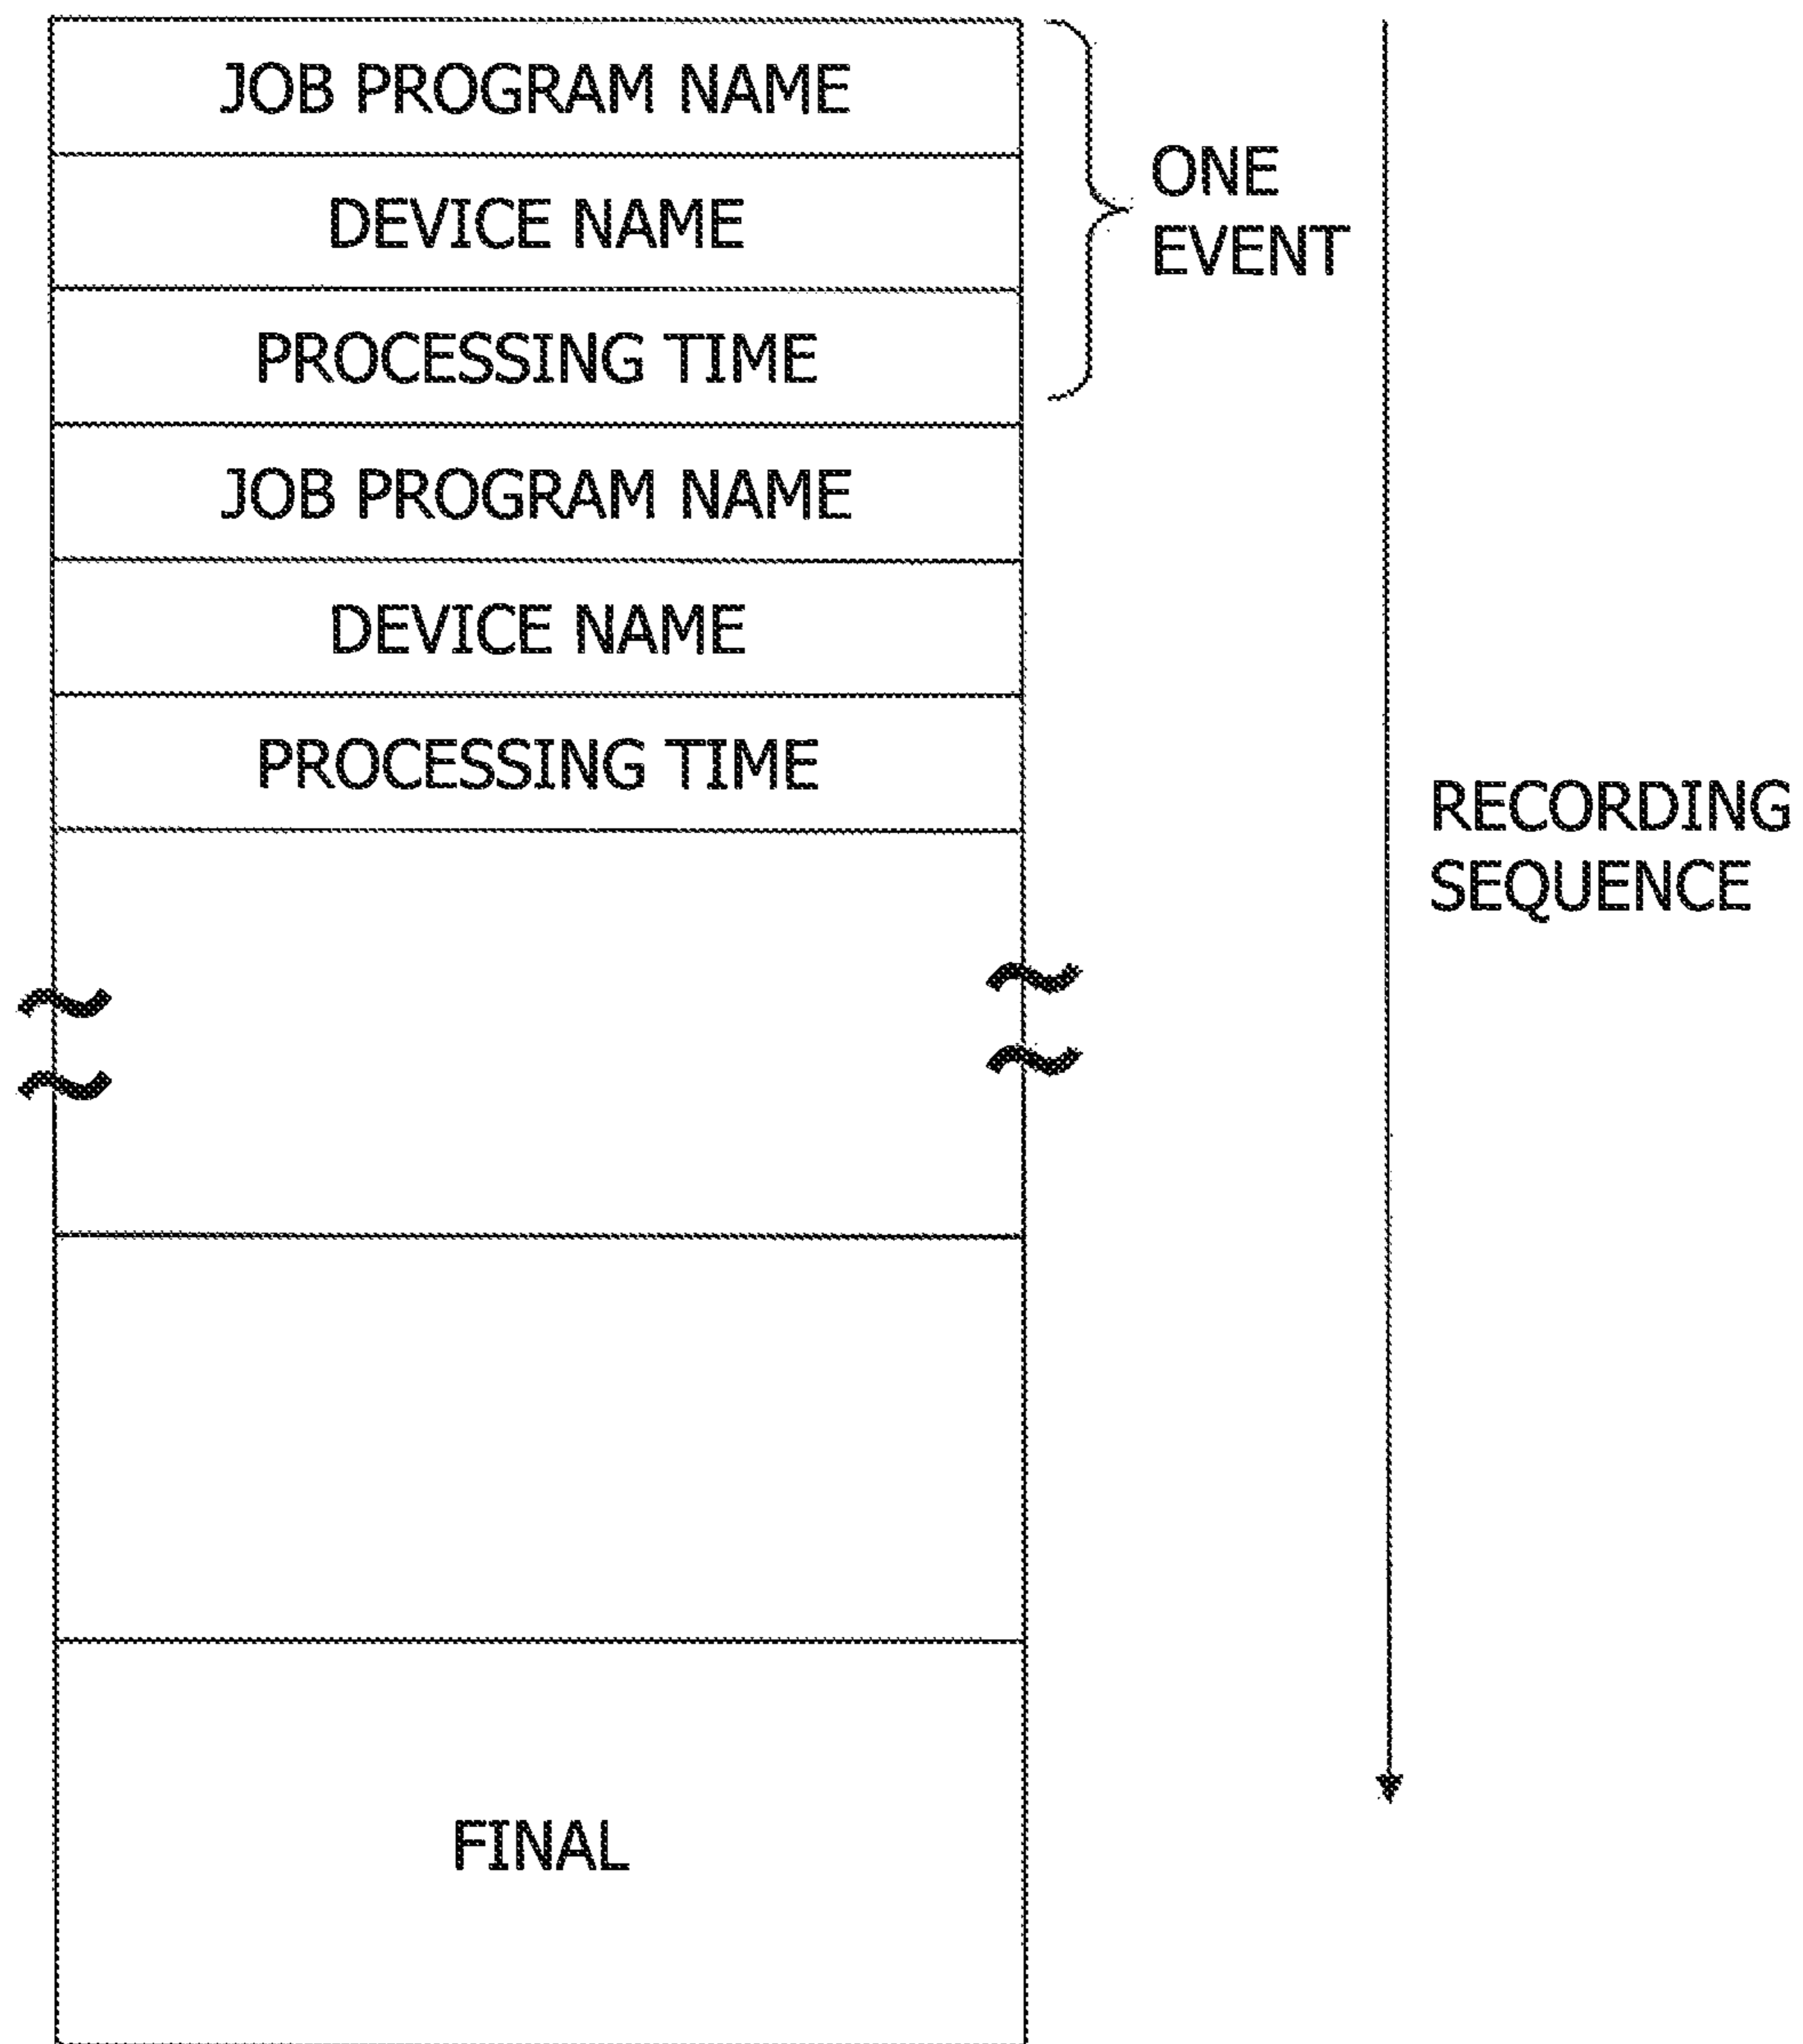 JOB PROGRAM NAME
DEVICE NAME
PROCESSING TIME
ONE
EVENT
JOB PROGRAM NAME
DEVICE NAME
PROCESSING TIME
RECORDING
SEQUENCE
FINAL